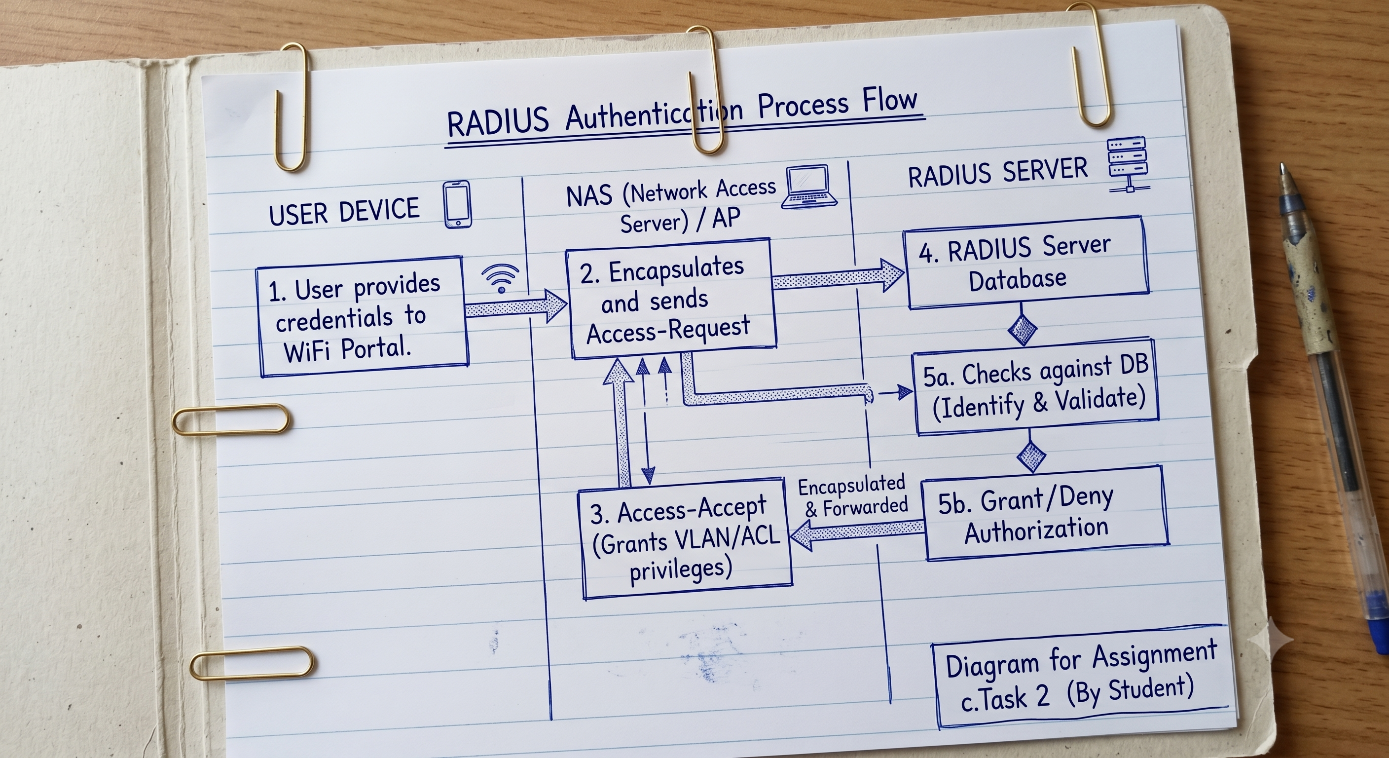 RADIUS Authentication Process Flow
USER DEVICE
NAS (Network Access
Server) / AP
RADIUS SERVER
1. User provides
credentials to
WiFi Portal.
2. Encapsulates
and sends
Access-Request
4. RADIUS Server
Database
5a. Checks against DB
(Identify & Validate)
5b. Grant/Deny
Authorization
Encapsulated
& Forwarded
3. Access-Accept
(Grants VLAN/ACL
privileges)
Diagram for Assignment
c.Task 2 (By Student)